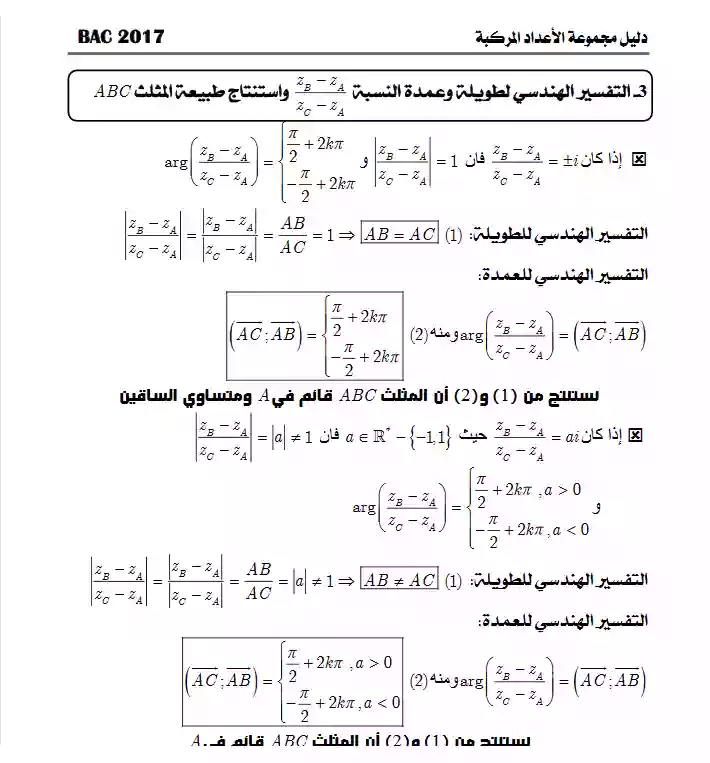 دليل مجموعة الأعداد المركبة BAC 2017
3ـ التفسير الهندسي لطويلة وعمدة النسبة $\frac{z_B - z_A}{z_C - z_A}$ واستنتاج طبيعة المثلث ABC
☒ إذا كان $\frac{z_B - z_A}{z_C - z_A} = \pm i$ فان $\left|\frac{z_B - z_A}{z_C - z_A}\right| = 1$ و $\arg\left(\frac{z_B - z_A}{z_C - z_A}\right) = \begin{cases} \frac{\pi}{2} + 2k\pi \\ -\frac{\pi}{2} + 2k\pi \end{cases}$
التفسير الهندسي للطويلة: (1) $\left|\frac{z_B - z_A}{z_C - z_A}\right| = \frac{|z_B - z_A|}{|z_C - z_A|} = \frac{AB}{AC} = 1 \Rightarrow \boxed{AB = AC}$
التفسير الهندسي للعمدة:
$\arg\left(\frac{z_B - z_A}{z_C - z_A}\right) = \left(\overrightarrow{AC};\overrightarrow{AB}\right)$ ومنه (2) $\boxed{\left(\overrightarrow{AC};\overrightarrow{AB}\right) = \begin{cases} \frac{\pi}{2} + 2k\pi \\ -\frac{\pi}{2} + 2k\pi \end{cases}}$
نستنتج من (1) و(2) أن المثلث ABC قائم في A ومتساوي الساقين
☒ إذا كان $\frac{z_B - z_A}{z_C - z_A} = ai$ حيث $a \in \mathbb{R}^* - \{-1,1\}$ فان $\left|\frac{z_B - z_A}{z_C - z_A}\right| = |a| \neq 1$
و $\arg\left(\frac{z_B - z_A}{z_C - z_A}\right) = \begin{cases} \frac{\pi}{2} + 2k\pi , a > 0 \\ -\frac{\pi}{2} + 2k\pi , a < 0 \end{cases}$
التفسير الهندسي للطويلة: (1) $\left|\frac{z_B - z_A}{z_C - z_A}\right| = \frac{|z_B - z_A|}{|z_C - z_A|} = \frac{AB}{AC} = |a| \neq 1 \Rightarrow \boxed{AB \neq AC}$
التفسير الهندسي للعمدة:
$\arg\left(\frac{z_B - z_A}{z_C - z_A}\right) = \left(\overrightarrow{AC};\overrightarrow{AB}\right)$ ومنه (2) $\boxed{\left(\overrightarrow{AC};\overrightarrow{AB}\right) = \begin{cases} \frac{\pi}{2} + 2k\pi , a > 0 \\ -\frac{\pi}{2} + 2k\pi , a < 0 \end{cases}}$
نستنتج من (1) و(2) أن المثلث ABC قائم في A